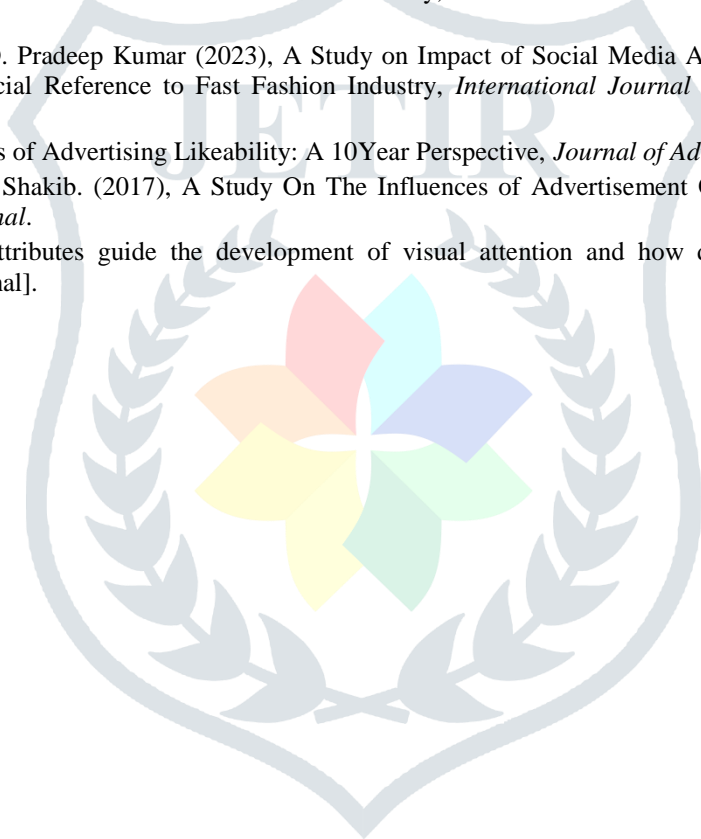 . Pradeep Kumar (2023), A Study on Impact of Social Media A
cial Reference to Fast Fashion Industry, International Journal
s of Advertising Likeability: A 10Year Perspective, Journal of Ad
Shakib. (2017), A Study On The Influences of Advertisement
nal.
ttributes guide the development of visual attention and how
nal].
JETIR